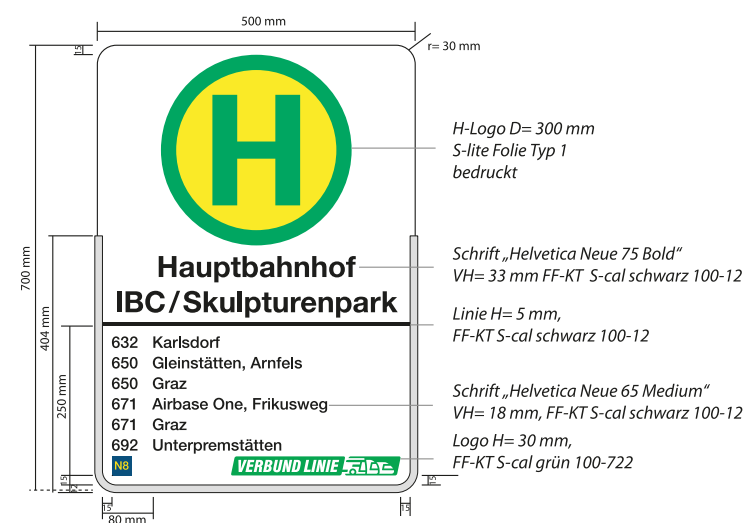 500 mm
15
r= 30 mm
H
H-Logo D= 300 mm
S-lite Folie Typ 1
bedruckt
700 mm
404 mm
250 mm
Hauptbahnhof
IBC/Skulpturenpark
Schrift „Helvetica Neue 75 Bold“
VH= 33 mm FF-KT S-cal schwarz 100-12
Linie H= 5 mm,
FF-KT S-cal schwarz 100-12
632 Karlsdorf
650 Gleinstätten, Arnfels
650 Graz
671 Airbase One, Frikusweg
671 Graz
692 Unterpremstätten
Schrift „Helvetica Neue 65 Medium“
VH= 18 mm, FF-KT S-cal schwarz 100-12
N8
VERBUND LINIE
Logo H= 30 mm,
FF-KT S-cal grün 100-722
15
15
15
15
80 mm